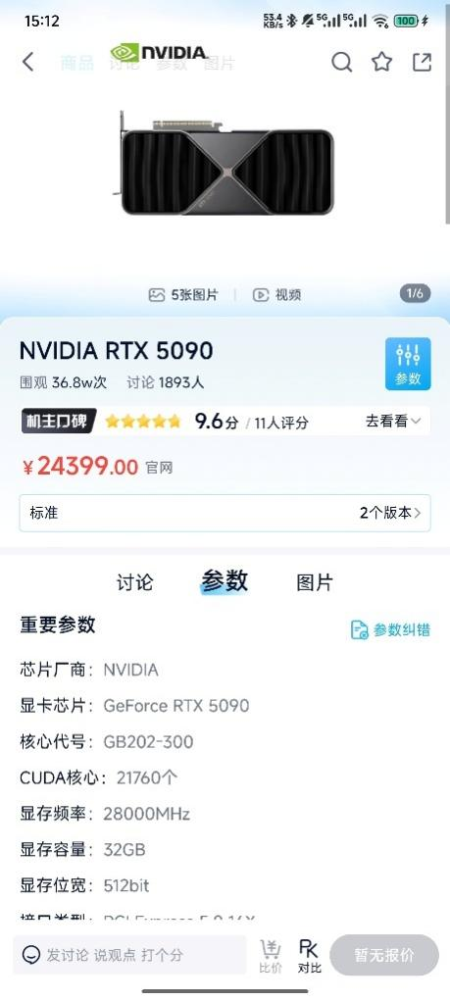 15:12
53.4 KB/s 5G 5G 100
商品 讨论 参数 图片
NVIDIA
5张图片 视频
1/6
NVIDIA RTX 5090
围观 36.8w次 讨论 1893人
参数
机主口碑 9.6分 / 11人评分 去看看
¥24399.00 官网
标准 2个版本
讨论 参数 图片
重要参数 参数纠错
芯片厂商: NVIDIA
显卡芯片: GeForce RTX 5090
核心代号: GB202-300
CUDA核心: 21760个
显存频率: 28000MHz
显存容量: 32GB
显存位宽: 512bit
接口类型: PCI Express 5.0 16X
发讨论 说观点 打个分
比价
PK
对比
暂无报价